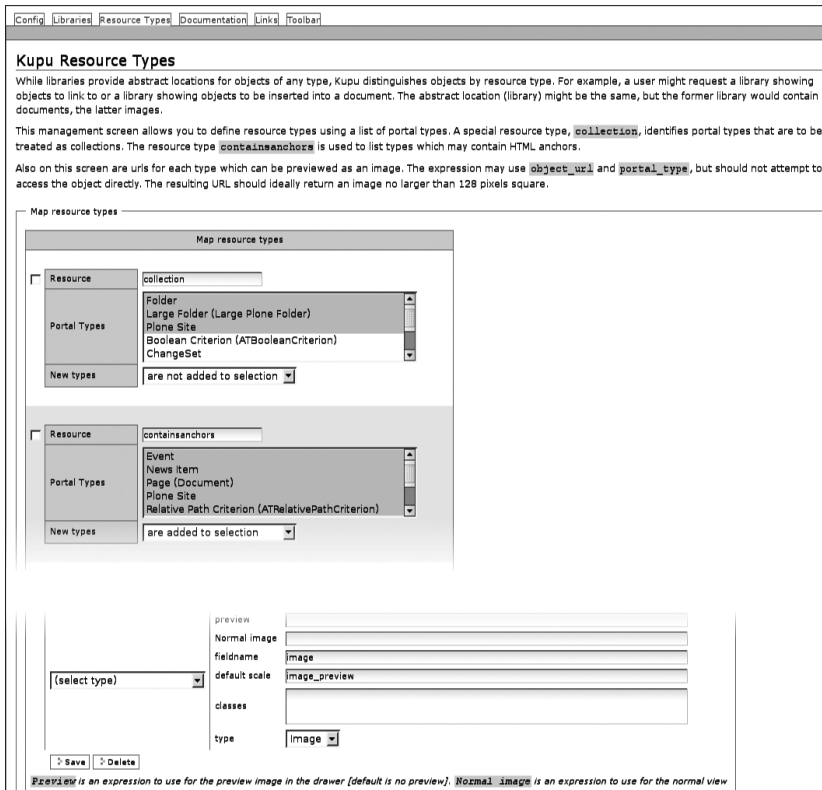 Config Libraries Resource Types Documentation Links Toolbar
Kupu Resource Types
While libraries provide abstract locations for objects of any type, Kupu distinguishes objects by resource type. For example, a user might request a library showing
objects to link to or a library showing objects to be inserted into a document. The abstract location (library) might be the same, but the former library would contain
documents, the latter images.
This management screen allows you to define resource types using a list of portal types. A special resource type, collection, identifies portal types that are to be
treated as collections. The resource type containsanchors is used to list types which may contain HTML anchors.
Also on this screen are urls for each type which can be previewed as an image. The expression may use object_url and portal_type, but should not attempt to
access the object directly. The resulting URL should ideally return an image no larger than 128 pixels square.
Map resource types
Map resource types
Resource collection
Portal Types
Folder
Large Folder (Large Plone Folder)
Plone Site
Boolean Criterion (ATBooleanCriterion)
ChangeSet
New types are not added to selection
Resource containsanchors
Portal Types
Event
News Item
Page (Document)
Plone Site
Relative Path Criterion (ATRelativePathCriterion)
New types are added to selection
preview
Normal image
fieldname image
(select type)
default scale image_preview
classes
type Image
Save Delete
Preview is an expression to use for the preview image in the drawer [default is no preview]. Normal image is an expression to use for the normal view